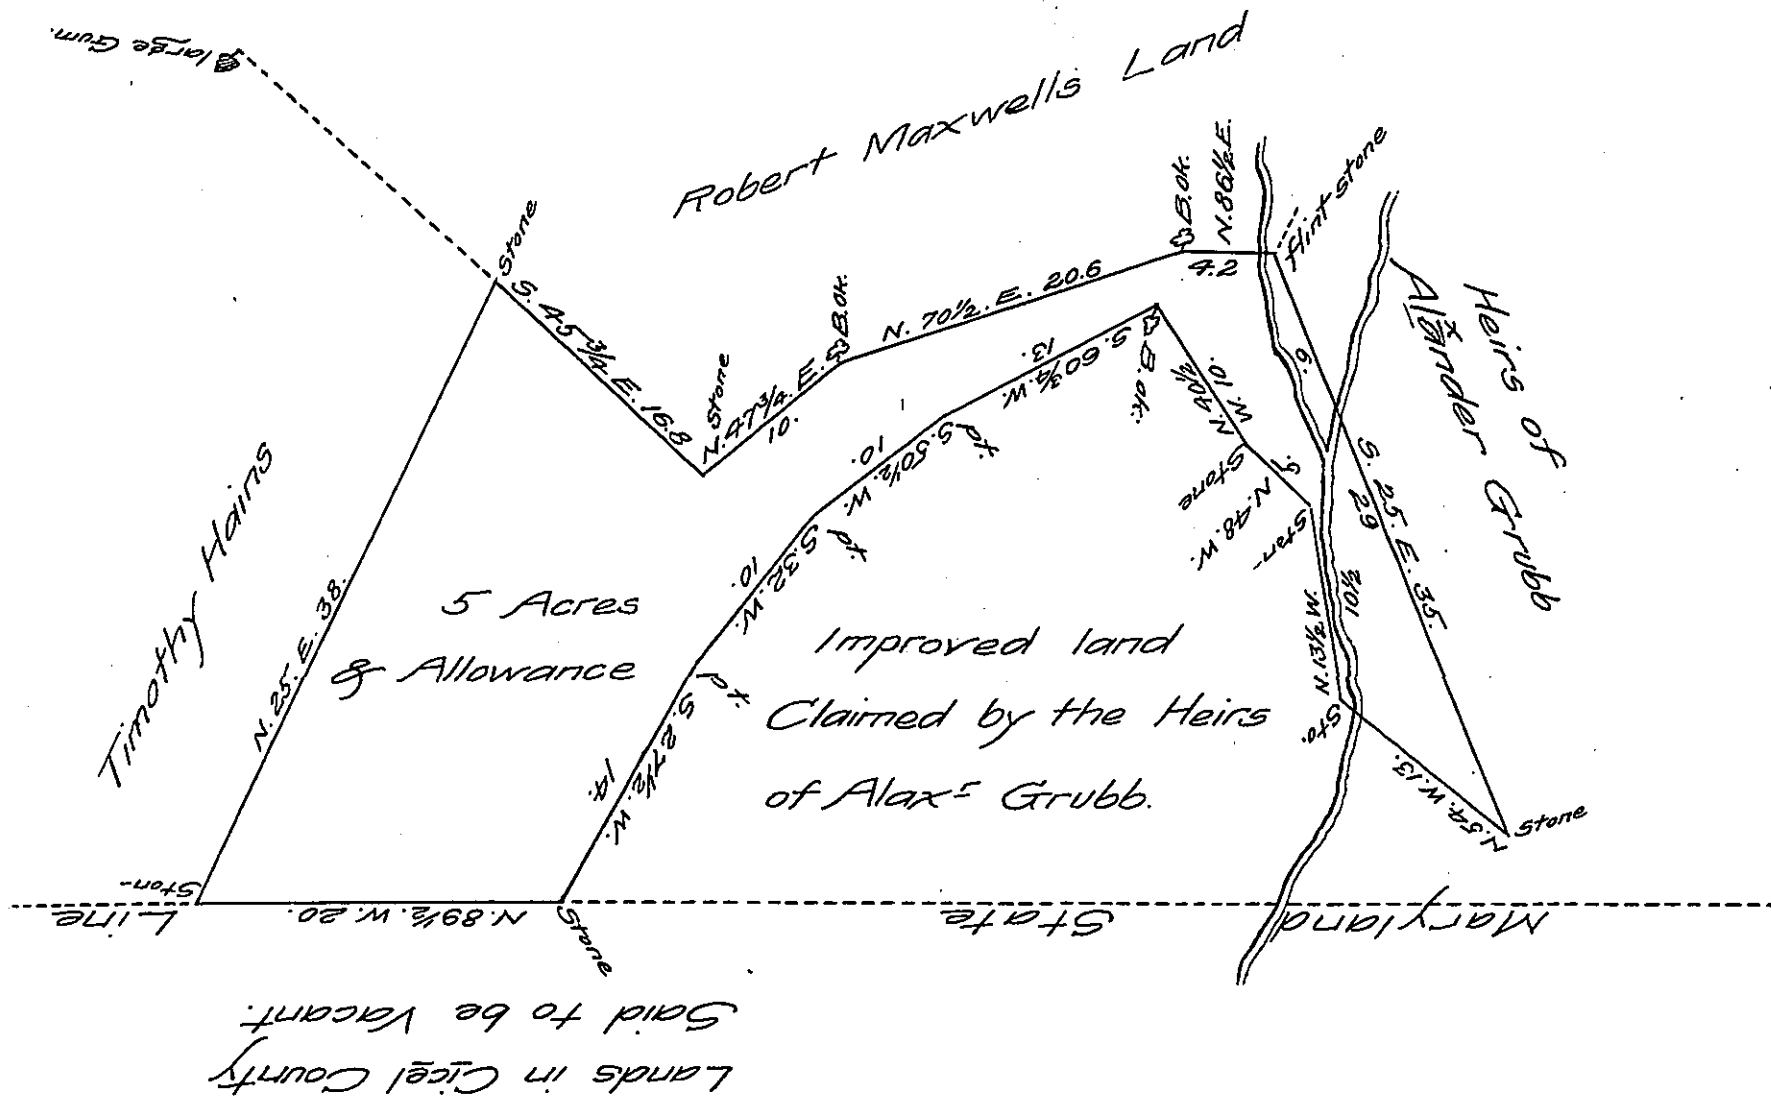 large Gum.
Robert Maxwells Land
Stone
S. 45 3/4 E. 16.8
Stone
N. 47 3/4. E.
10.
B.ok.
N. 70 1/2. E. 20.6
B.ok.
N. 86 1/2 E.
4.2
flint stone
6.
S. 25. E. 35.
29
Heirs of
Alexander Grubb
Stone
N. 54. W. 13.
Sto.
N. 13 1/2 W.
10 1/2
Ston-
N. 48. W.
5.
Stone
N. 40 1/2
W. 10.
B. ok.
S. 60 3/4. W.
13.
pt.
S. 50 1/2. W.
10.
pt.
S. 32. W.
10.
pt.
S. 27 1/2. W.
14.
Stone
N. 89 1/2. W. 20.
Ston-
N. 25. E. 38.
Timothy Hains
5 Acres
& Allowance
Improved land
Claimed by the Heirs
of Alaxr Grubb.
Maryland State Line
Lands in Cicel County
Said to be Vacant.